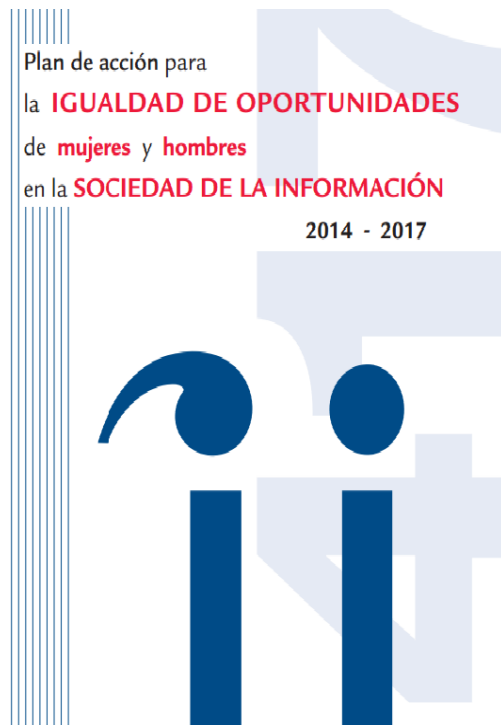 Plan de acción para
la IGUALDAD DE OPORTUNIDADES
de mujeres y hombres
en la SOCIEDAD DE LA INFORMACIÓN
2014 - 2017